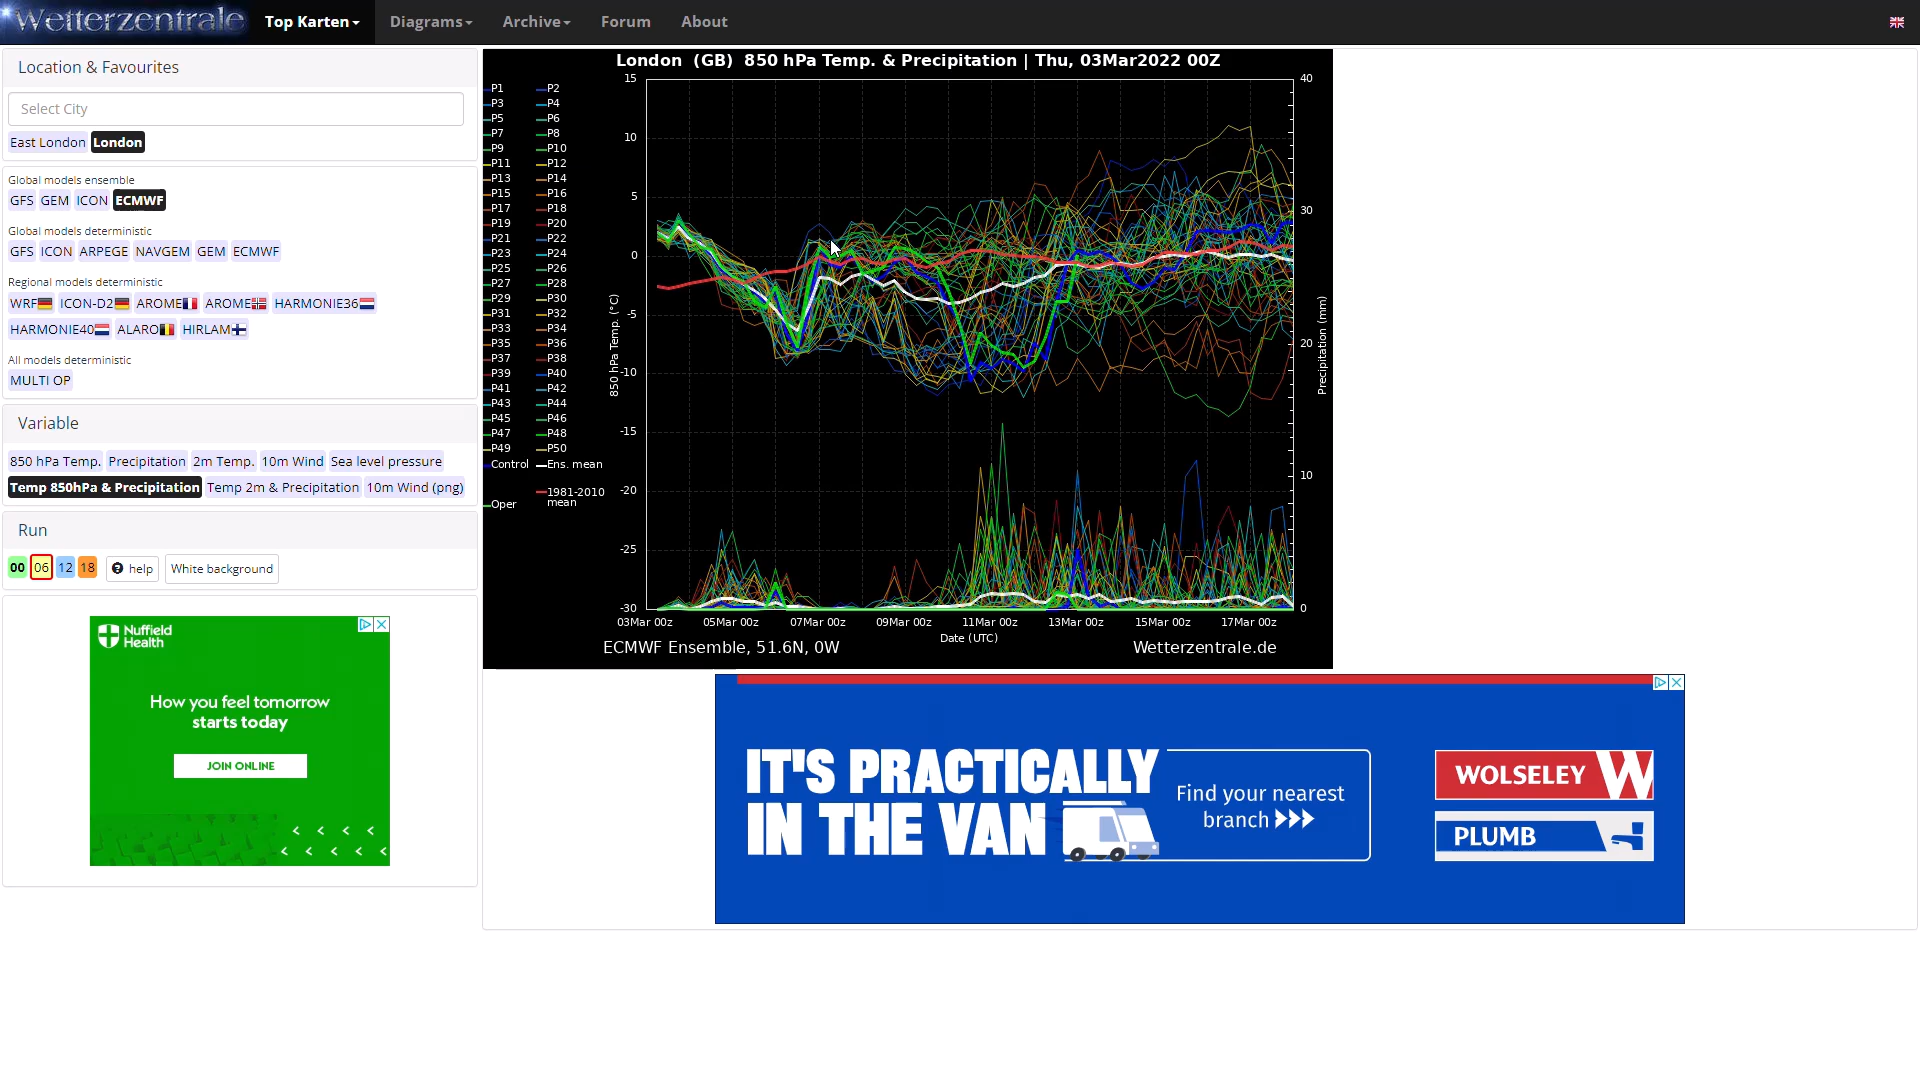 Wetterzentrale
Top Karten
Diagrams
Archive
Forum
About
Location & Favourites
Select City
East London London
Global models ensemble
GFS GEM ICON ECMWF
Global models deterministic
GFS ICON ARPEGE NAVGEM GEM ECMWF
Regional models deterministic
WRF ICON-D2 AROME AROME HARMONIE36
HARMONIE40 ALARO HIRLAM
All models deterministic
MULTI OP
Variable
850 hPa Temp. Precipitation 2m Temp. 10m Wind Sea level pressure
Temp 850hPa & Precipitation Temp 2m & Precipitation 10m Wind (png)
Run
00 06 12 18 help White background
Nuffield
Health
How you feel tomorrow
starts today
JOIN ONLINE
London (GB) 850 hPa Temp. & Precipitation | Thu, 03Mar2022 00Z
P1 P2
P3 P4
P5 P6
P7 P8
P9 P10
P11 P12
P13 P14
P15 P16
P17 P18
P19 P20
P21 P22
P23 P24
P25 P26
P27 P28
P29 P30
P31 P32
P33 P34
P35 P36
P37 P38
P39 P40
P41 P42
P43 P44
P45 P46
P47 P48
P49 P50
Control Ens. mean
1981-2010
mean
Oper
850 hPa Temp. (°C)
15
10
5
0
-5
-10
-15
-20
-25
-30
40
30
20
10
0
Precipitation (mm)
03Mar 00z 05Mar 00z 07Mar 00z 09Mar 00z 11Mar 00z 13Mar 00z 15Mar 00z 17Mar 00z
Date (UTC)
ECMWF Ensemble, 51.6N, 0W
Wetterzentrale.de
IT'S PRACTICALLY
IN THE VAN
Find your nearest
branch
WOLSELEY
PLUMB